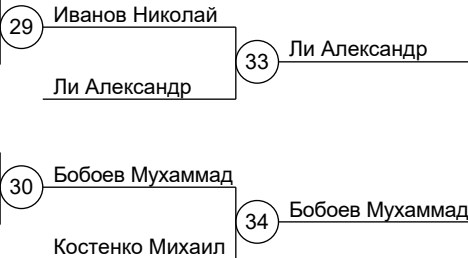 29
Иванов Николай
33
Ли Александр
Ли Александр
30
Бобоев Мухаммад
34
Бобоев Мухаммад
Костенко Михаил